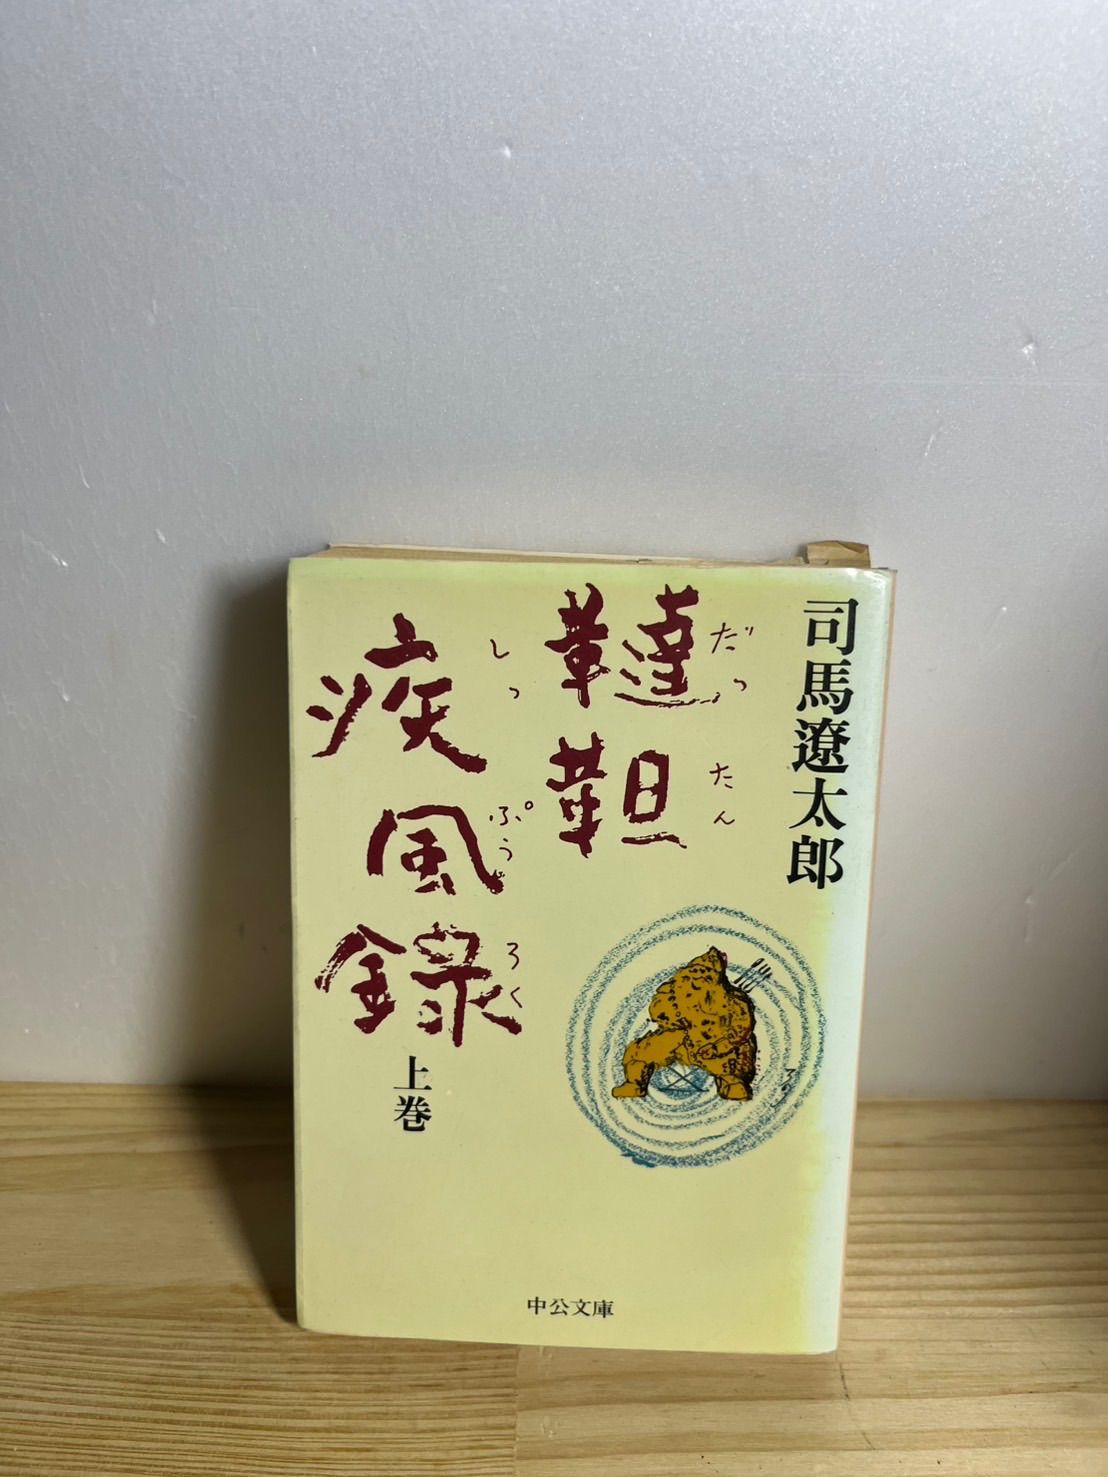 司馬遼太郎
韃靼
だったん
疾風録
しっぷうろく
上巻
中公文庫